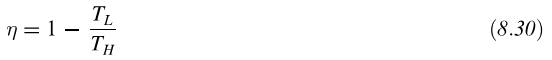 η = 1 − T_L / T_H (8.30)